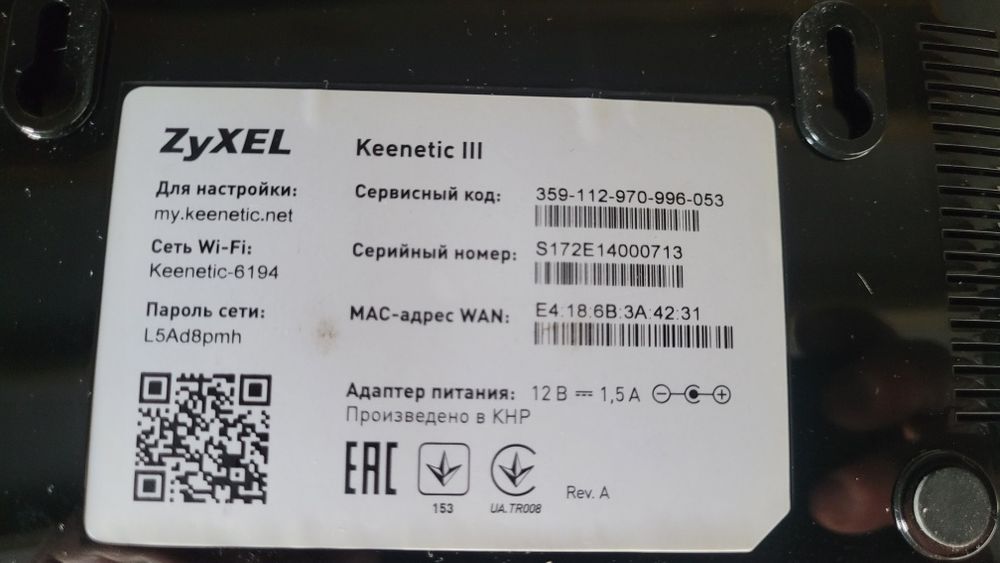 ZyXEL
Keenetic III
Для настройки:
my.keenetic.net
Сеть Wi-Fi:
Keenetic-6194
Пароль сети:
L5Ad8pmh
Сервисный код: 359-112-970-996-053
Серийный номер: S172E14000713
MAC-адрес WAN: E4:18:6B:3A:42:31
Адаптер питания: 12 В ⎓ 1,5 А
Произведено в КНР
EAC
153
UA.TR008
Rev. A